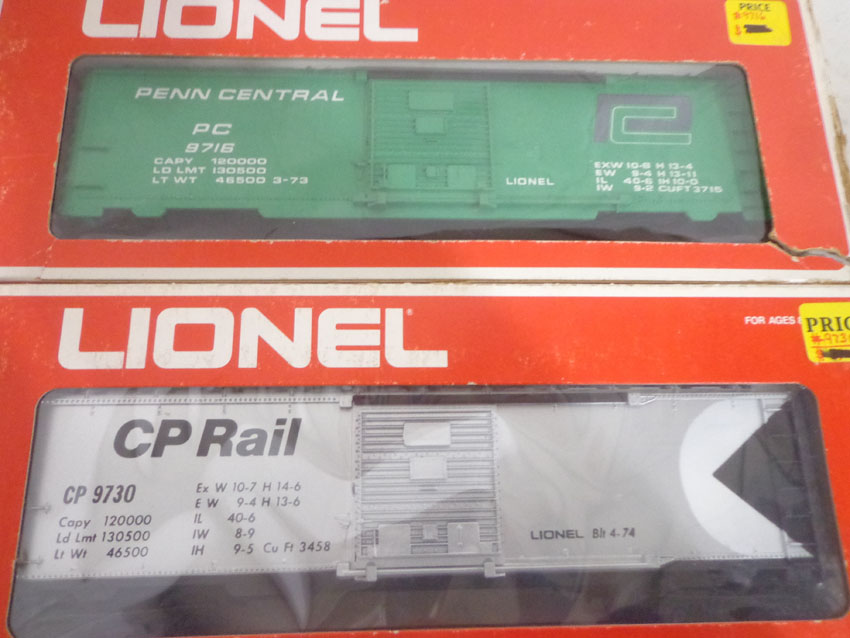 LIONEL
PRICE
#9716
$
PENN CENTRAL
PC
9716
CAPY 120000
LD LMT 130500
LT WT 46500 3-73
LIONEL
EXW 10-8 H 13-4
EW 9-4 H 13-11
IL 40-6 IH 10-0
IW 9-2 CUFT 3715
LIONEL
FOR AGES
PRIC
#973
$
CP Rail
CP 9730
Capy 120000
Ld Lmt 130500
Lt Wt 46500
Ex W 10-7 H 14-6
E W 9-4 H 13-6
IL 40-6
IW 8-9
IH 9-5 Cu Ft 3458
LIONEL Blt 4-74